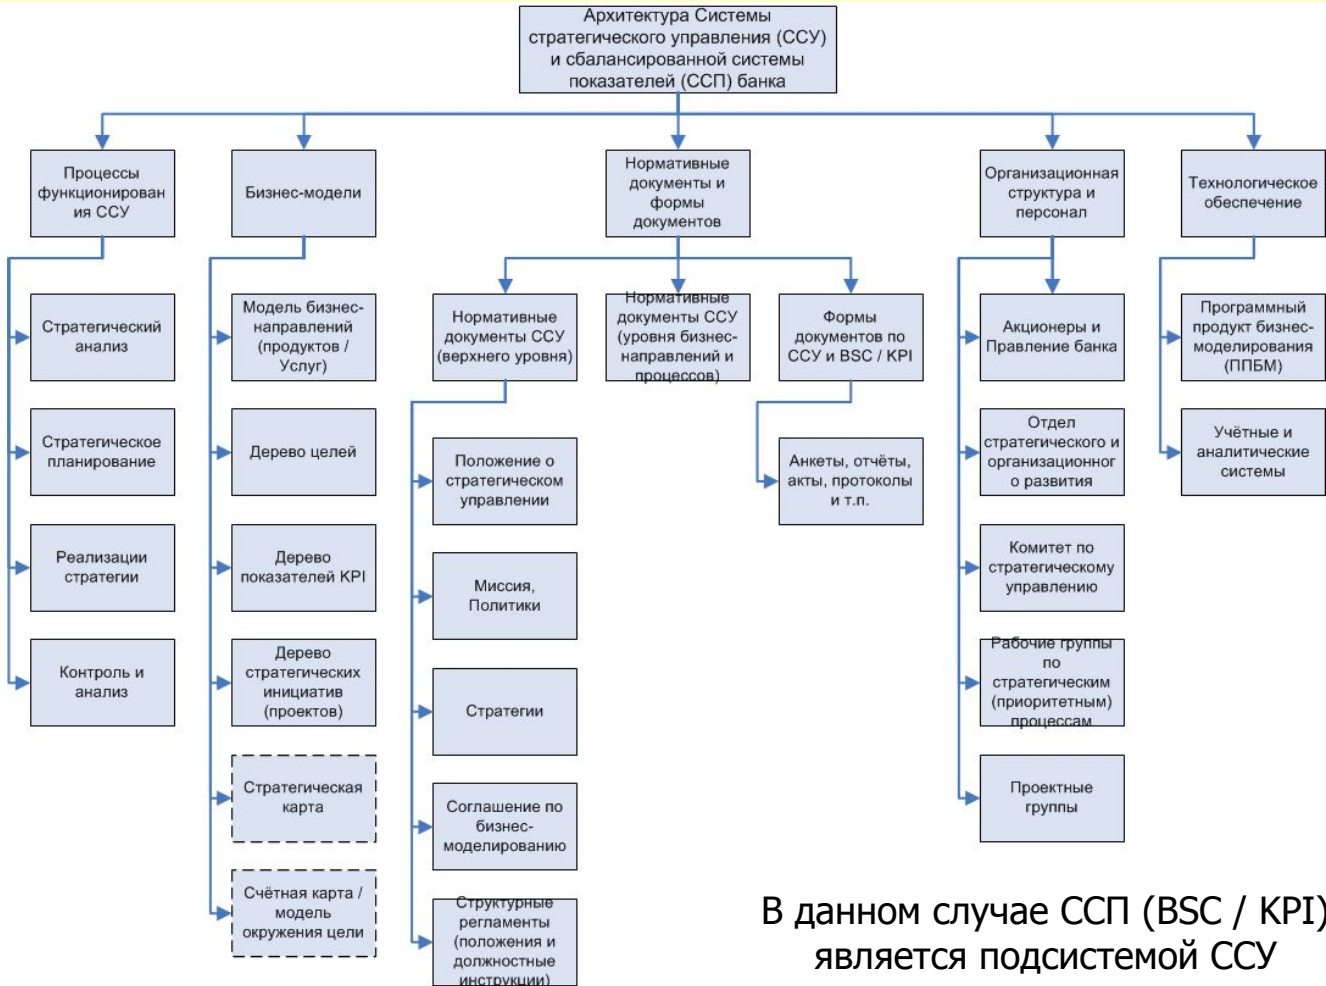 Архитектура Системы
стратегического управления (ССУ)
и сбалансированной системы
показателей (ССП) банка
Процессы
функционирован
ия ССУ
Бизнес-модели
Нормативные
документы и
формы
документов
Организационная
структура и
персонал
Технологическое
обеспечение
Стратегический
анализ
Стратегическое
планирование
Реализации
стратегии
Контроль и
анализ
Модель бизнес-
направлений
(продуктов /
Услуг)
Дерево целей
Дерево
показателей KPI
Дерево
стратегических
инициатив
(проектов)
Стратегическая
карта
Счётная карта /
модель
окружения цели
Нормативные
документы ССУ
(верхнего уровня)
Положение о
стратегическом
управлении
Миссия,
Политики
Стратегии
Соглашение по
бизнес-
моделированию
Структурные
регламенты
(положения и
должностные
инструкции)
Нормативные
документы ССУ
(уровня бизнес-
направлений и
процессов)
Формы
документов по
ССУ и BSC / KPI
Анкеты, отчёты,
акты, протоколы
и т.п.
Акционеры и
Правление банка
Отдел
стратегического и
организационног
о развития
Комитет по
стратегическому
управлению
Рабочие группы
по
стратегическим
(приоритетным)
процессам
Проектные
группы
Программный
продукт бизнес-
моделирования
(ППБМ)
Учётные и
аналитические
системы
В данном случае ССП (BSC / KPI)
является подсистемой ССУ